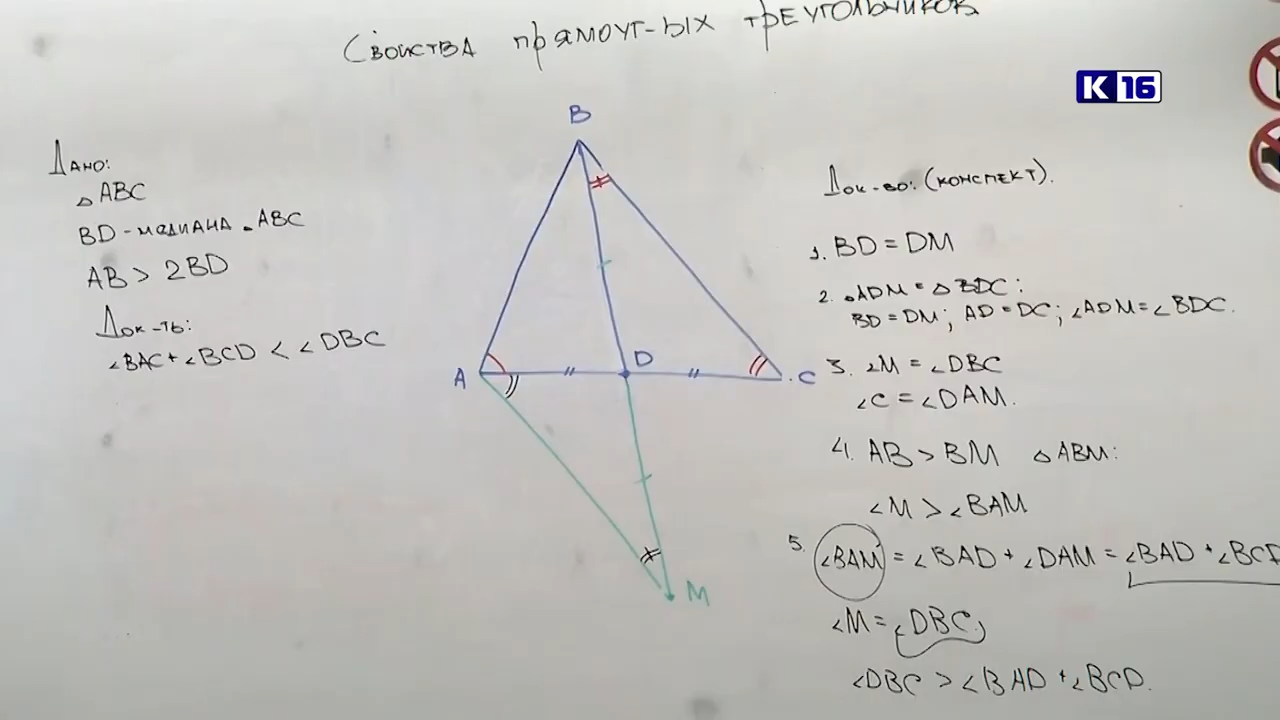 Свойства прямоуг-ых треугольников
К 16
Дано:
△ABC
BD - медиана △ABC
AB > 2BD
Док-ть:
∠BAC + ∠BCD < ∠DBC
B
A
D
C
M
Док-во: (конспект).
1. BD = DM
2. △ADM = △BDC:
BD = DM; AD = DC; ∠ADM = ∠BDC.
3. ∠M = ∠DBC
∠C = ∠DAM.
4. AB > BM △ABM:
∠M > ∠BAM
5. ∠BAM = ∠BAD + ∠DAM = ∠BAD + ∠BCD
∠M = ∠DBC
∠DBC > ∠BAD + ∠BCD.